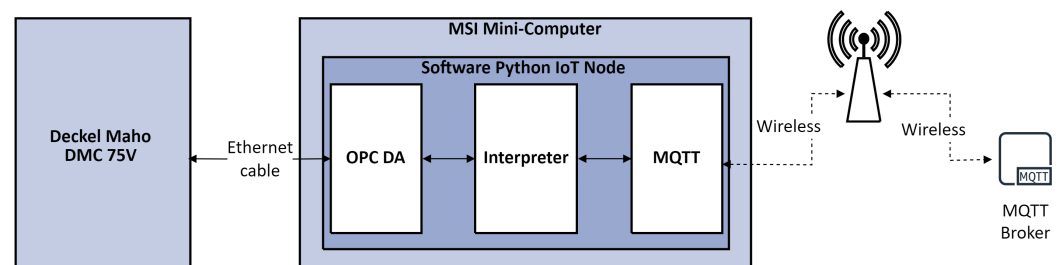 MSI Mini-Computer
Software Python IoT Node
Deckel Maho
DMC 75V
Ethernet
cable
OPC DA
Interpreter
MQTT
Wireless
Wireless
MQTT
MQTT
Broker